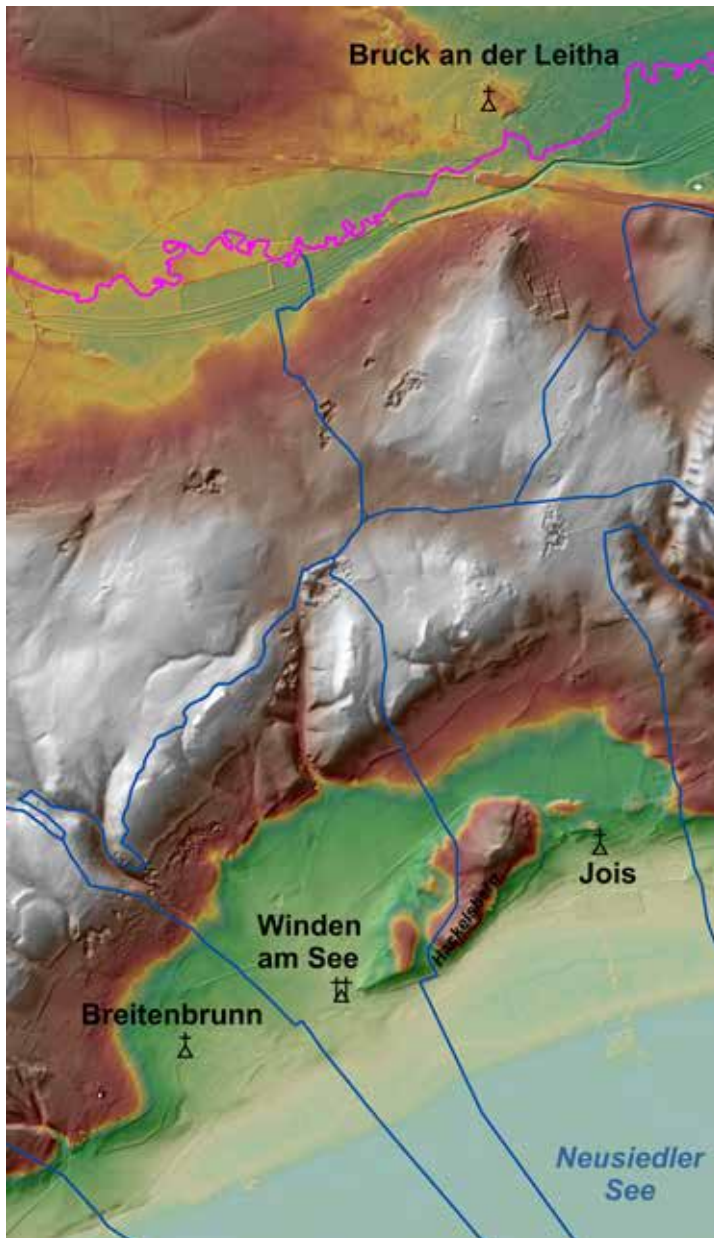 Bruck an der Leitha
Jois
Hackelsberg
Winden
am See
Breitenbrunn
Neusiedler
See